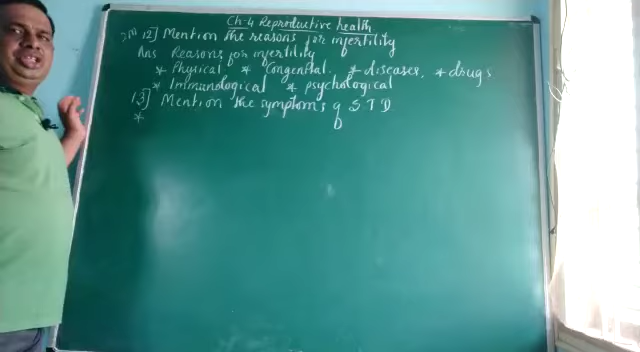 Ch-4 Reproductive health
12] Mention the reasons for infertility
Ans Reasons for infertility
* Physical * Congenital * diseases, * drugs
* Immunological * psychological
13] Mention the symptoms of S T D
*